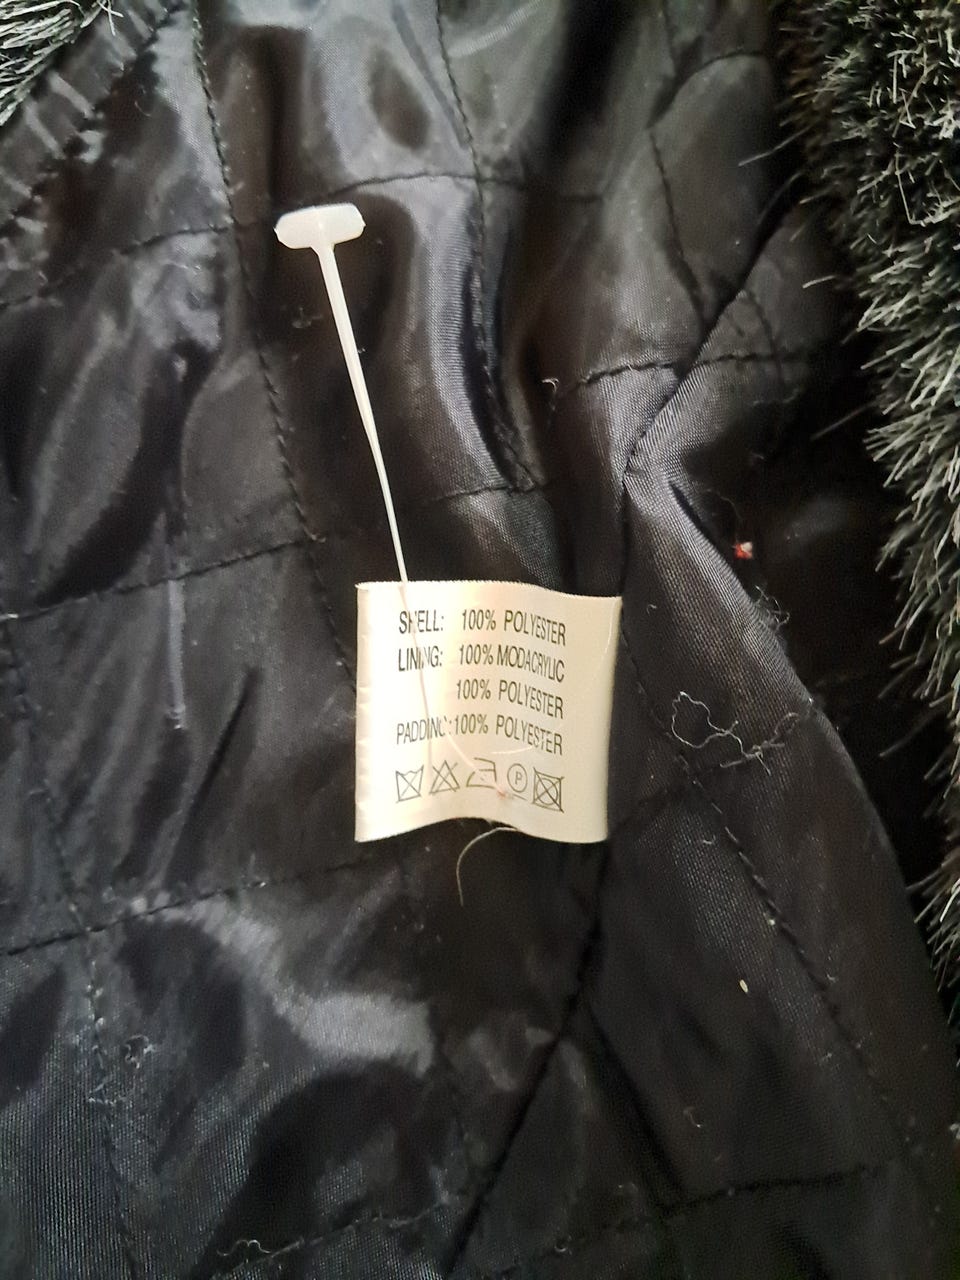 SHELL: 100% POLYESTER
LINING: 100% MODACRYLIC
100% POLYESTER
PADDING: 100% POLYESTER
P